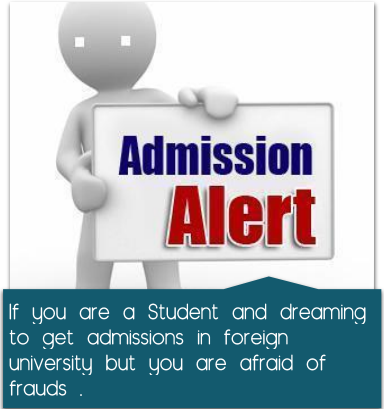 Admission
Alert
If you are a Student and dreaming
to get admissions in foreign
university but you are afraid of
frauds .